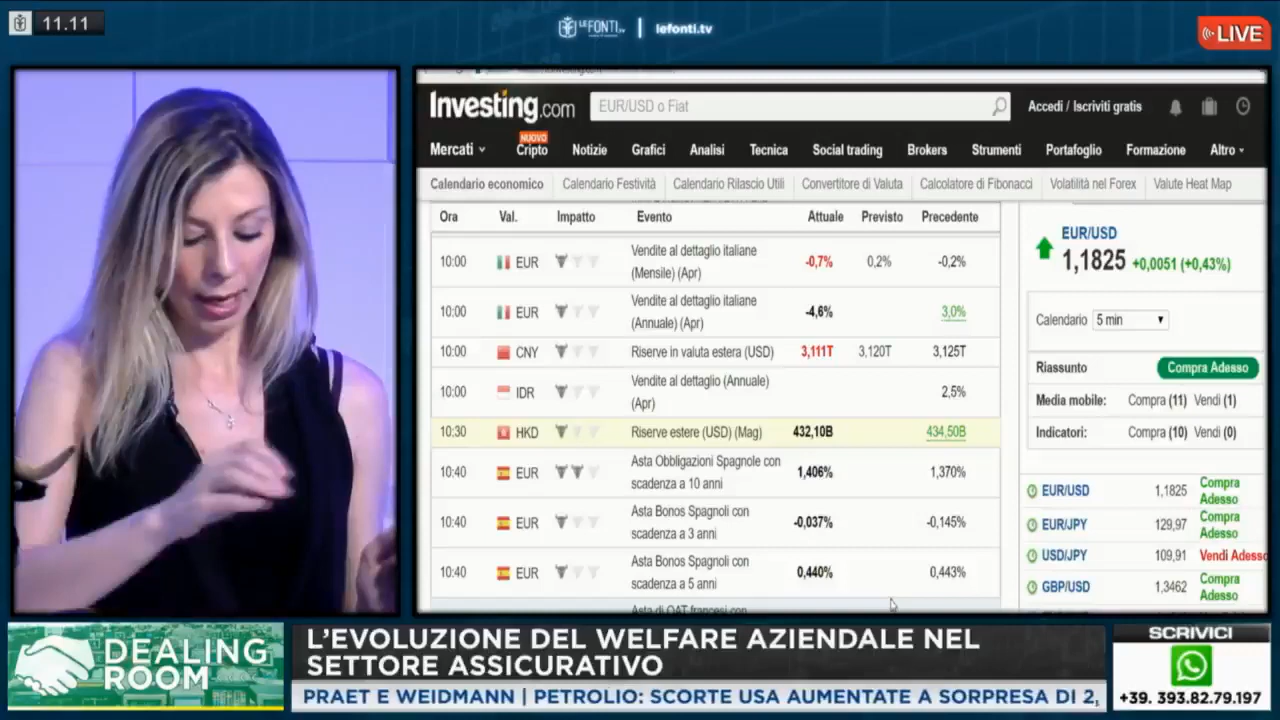 11.11
LE FONTI.tv | lefonti.tv
LIVE
Investing.com
EUR/USD o Fiat
Accedi / Iscriviti gratis
NUOVO
Mercati Cripto Notizie Grafici Analisi Tecnica Social trading Brokers Strumenti Portafoglio Formazione Altro
Calendario economico Calendario Festività Calendario Rilascio Utili Convertitore di Valuta Calcolatore di Fibonacci Volatilità nel Forex Valute Heat Map
Ora Val. Impatto Evento Attuale Previsto Precedente
10:00 EUR Vendite al dettaglio italiane -0,7% 0,2% -0,2%
(Mensile) (Apr)
10:00 EUR Vendite al dettaglio italiane -4,6% 3,0%
(Annuale) (Apr)
10:00 CNY Riserve in valuta estera (USD) 3,111T 3,120T 3,125T
10:00 IDR Vendite al dettaglio (Annuale) 2,5%
(Apr)
10:30 HKD Riserve estere (USD) (Mag) 432,10B 434,50B
10:40 EUR Asta Obbligazioni Spagnole con 1,406% 1,370%
scadenza a 10 anni
10:40 EUR Asta Bonos Spagnoli con -0,037% -0,145%
scadenza a 3 anni
10:40 EUR Asta Bonos Spagnoli con 0,440% 0,443%
scadenza a 5 anni
Asta di OAT francesi con
EUR/USD
1,1825 +0,0051 (+0,43%)
Calendario 5 min
Riassunto Compra Adesso
Media mobile: Compra (11) Vendi (1)
Indicatori: Compra (10) Vendi (0)
EUR/USD 1,1825 Compra
Adesso
EUR/JPY 129,97 Compra
Adesso
USD/JPY 109,91 Vendi Adesso
GBP/USD 1,3462 Compra
Adesso
DEALING
ROOM
L'EVOLUZIONE DEL WELFARE AZIENDALE NEL
SETTORE ASSICURATIVO
PRAET E WEIDMANN | PETROLIO: SCORTE USA AUMENTATE A SORPRESA DI 2,
SCRIVICI
+39. 393.82.79.197